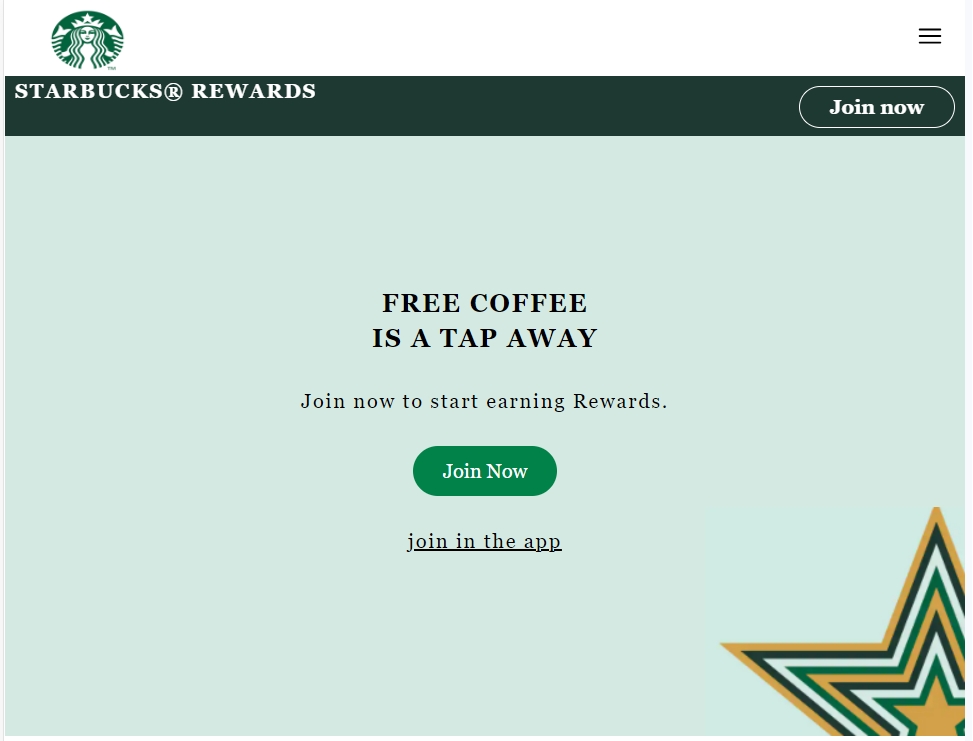 STARBUCKS® REWARDS
Join now
FREE COFFEE
IS A TAP AWAY
Join now to start earning Rewards.
Join Now
join in the app